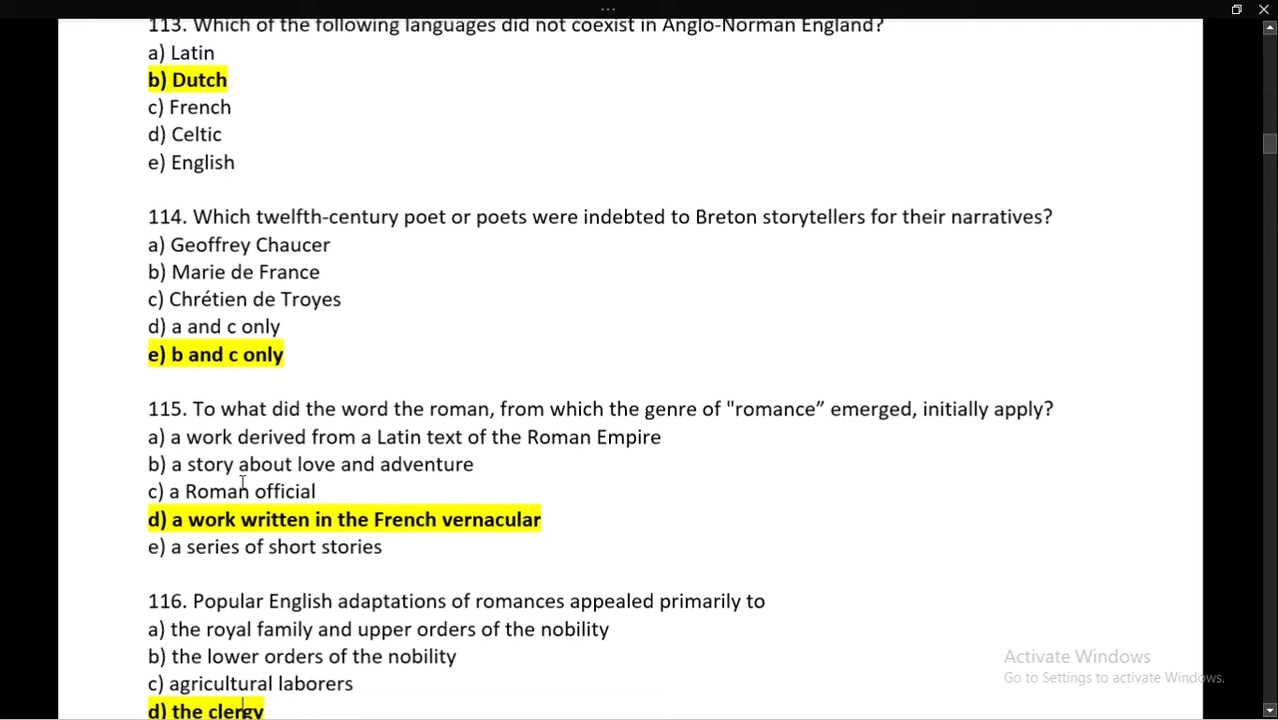 113. Which of the following languages did not coexist in Anglo-Norman England?
a) Latin
b) Dutch
c) French
d) Celtic
e) English
114. Which twelfth-century poet or poets were indebted to Breton storytellers for their narratives?
a) Geoffrey Chaucer
b) Marie de France
c) Chrétien de Troyes
d) a and c only
e) b and c only
115. To what did the word the roman, from which the genre of "romance” emerged, initially apply?
a) a work derived from a Latin text of the Roman Empire
b) a story about love and adventure
c) a Roman official
d) a work written in the French vernacular
e) a series of short stories
116. Popular English adaptations of romances appealed primarily to
a) the royal family and upper orders of the nobility
b) the lower orders of the nobility
c) agricultural laborers
d) the clergy
Activate Windows
Go to Settings to activate Windows.